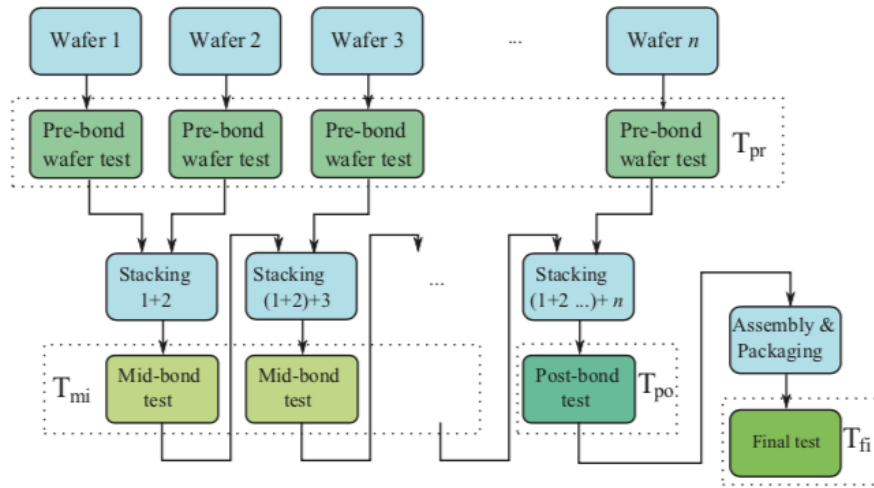 Wafer 1
Wafer 2
Wafer 3
...
Wafer n
Pre-bond
wafer test
Pre-bond
wafer test
Pre-bond
wafer test
Pre-bond
wafer test
Tpr
Stacking
1+2
Stacking
(1+2)+3
...
Stacking
(1+2 ...)+ n
Assembly &
Packaging
Tmi
Mid-bond
test
Mid-bond
test
Post-bond
test
Tpo
Final test
Tfi